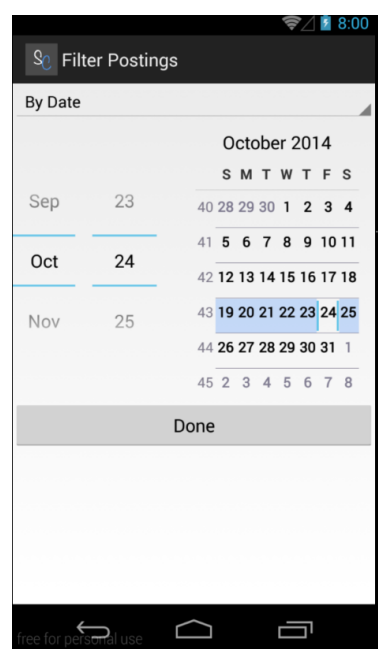 8:00
SC Filter Postings
By Date
October 2014
S M T W T F S
Sep 23 40 28 29 30 1 2 3 4
41 5 6 7 8 9 10 11
Oct 24
42 12 13 14 15 16 17 18
Nov 25 43 19 20 21 22 23 24 25
44 26 27 28 29 30 31 1
45 2 3 4 5 6 7 8
Done
free for personal use